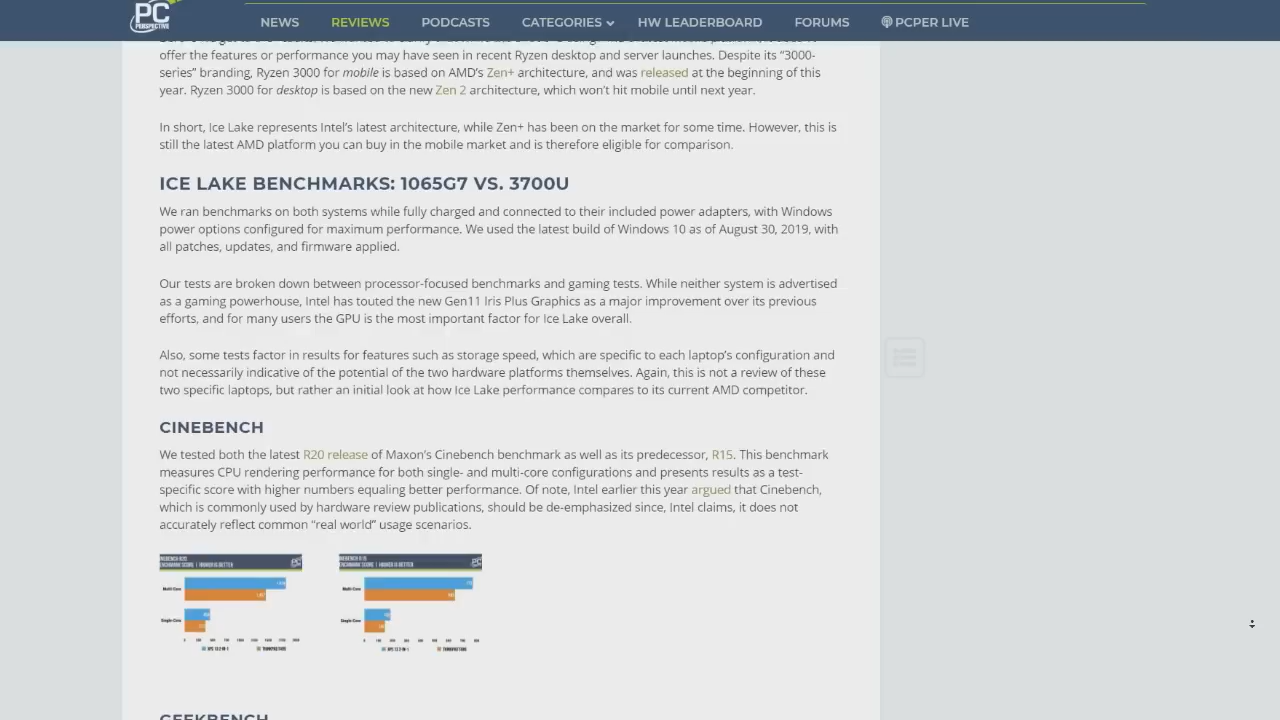 PC
PERSPECTIVE
NEWS
REVIEWS
PODCASTS
CATEGORIES
HW LEADERBOARD
FORUMS
PCPER LIVE
offer the features or performance you may have seen in recent Ryzen desktop and server launches. Despite its “3000-
series” branding, Ryzen 3000 for mobile is based on AMD’s Zen+ architecture, and was released at the beginning of this
year. Ryzen 3000 for desktop is based on the new Zen 2 architecture, which won’t hit mobile until next year.
In short, Ice Lake represents Intel’s latest architecture, while Zen+ has been on the market for some time. However, this is
still the latest AMD platform you can buy in the mobile market and is therefore eligible for comparison.
ICE LAKE BENCHMARKS: 1065G7 VS. 3700U
We ran benchmarks on both systems while fully charged and connected to their included power adapters, with Windows
power options configured for maximum performance. We used the latest build of Windows 10 as of August 30, 2019, with
all patches, updates, and firmware applied.
Our tests are broken down between processor-focused benchmarks and gaming tests. While neither system is advertised
as a gaming powerhouse, Intel has touted the new Gen11 Iris Plus Graphics as a major improvement over its previous
efforts, and for many users the GPU is the most important factor for Ice Lake overall.
Also, some tests factor in results for features such as storage speed, which are specific to each laptop’s configuration and
not necessarily indicative of the potential of the two hardware platforms themselves. Again, this is not a review of these
two specific laptops, but rather an initial look at how Ice Lake performance compares to its current AMD competitor.
CINEBENCH
We tested both the latest R20 release of Maxon’s Cinebench benchmark as well as its predecessor, R15. This benchmark
measures CPU rendering performance for both single- and multi-core configurations and presents results as a test-
specific score with higher numbers equaling better performance. Of note, Intel earlier this year argued that Cinebench,
which is commonly used by hardware review publications, should be de-emphasized since, Intel claims, it does not
accurately reflect common “real world” usage scenarios.
Multi-Core
Single-Core
Multi-Core
Single-Core
GEEKBENCH